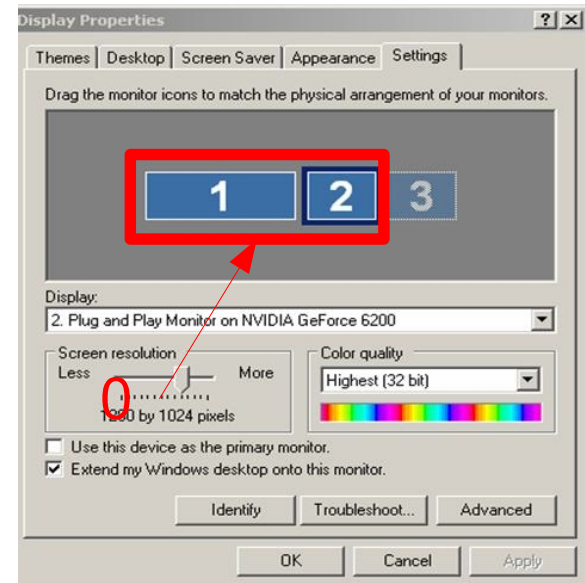 Display Properties
? X
Themes Desktop Screen Saver Appearance Settings
Drag the monitor icons to match the physical arrangement of your monitors.
1 2 3
Display:
2. Plug and Play Monitor on NVIDIA GeForce 6200
Screen resolution Color quality
Less More Highest (32 bit)
1280 by 1024 pixels
Use this device as the primary monitor.
Extend my Windows desktop onto this monitor.
Identify Troubleshoot... Advanced
OK Cancel Apply